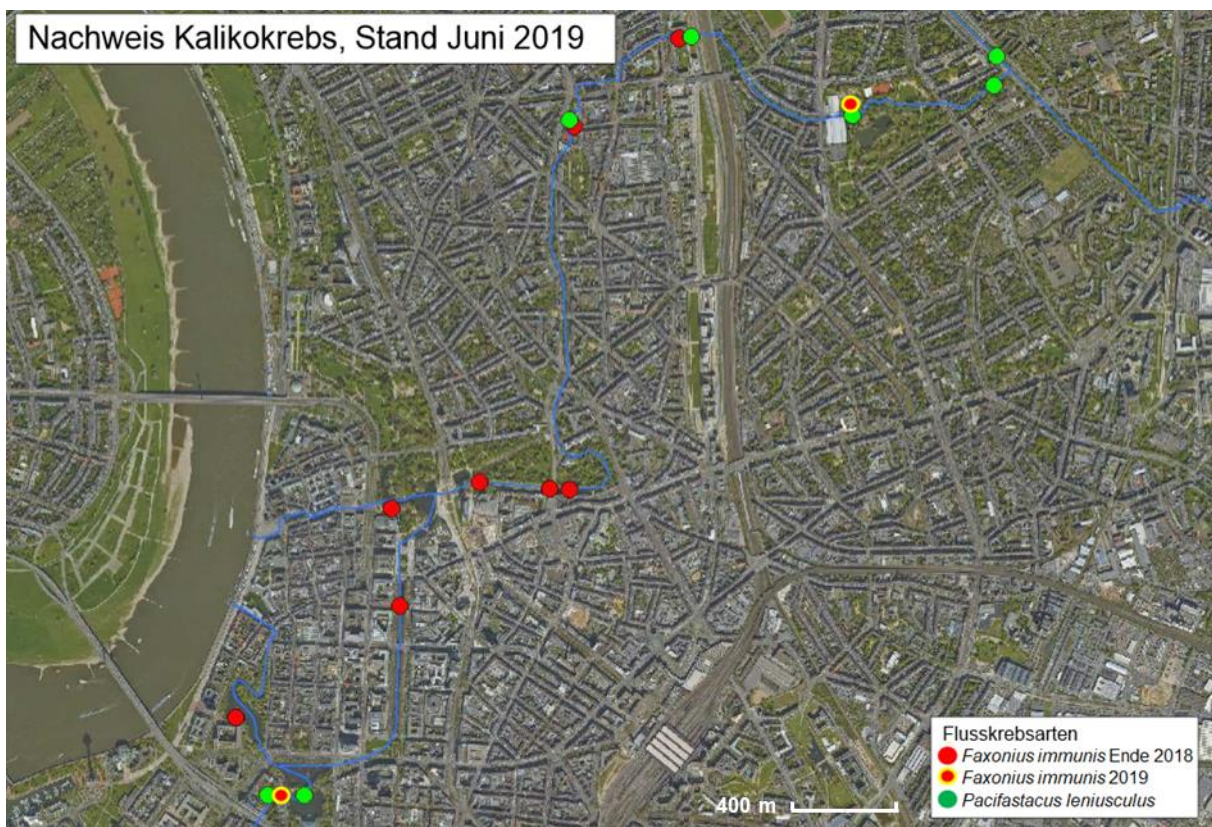 Nachweis Kalikokrebs, Stand Juni 2019
Flusskrebsarten
Faxonius immunis Ende 2018
Faxonius immunis 2019
Pacifastacus leniusculus
400 m